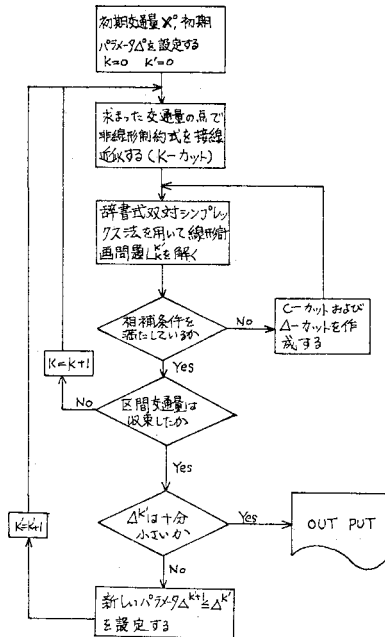 初期交通量X⁰, 初期
パラメータΔ⁰を設定する
K=0 K'=0
求まった交通量の点で
非線形制約式を接線
近似する(K-カット)
辞書式双対シンプレッ
クス法を用いて線形計
画問題Lᴷ'ᴋを解く
相補条件を
満たしているか
No
C-カットおよび
Δ-カットを作
成する
Yes
K=K+1
No
区間交通量は
収束したか
Yes
K'=K'+1
Δᴷ'は十分
小さいか
Yes
OUT PUT
No
新しいパラメータΔᴷ'⁺¹≦Δᴷ'
を設定する